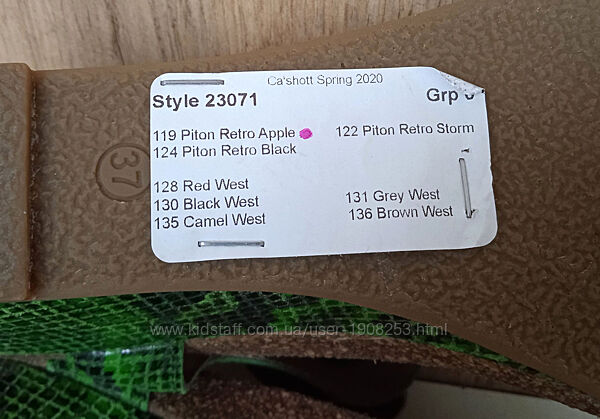 Ca'shott Spring 2020
Style 23071 Grp
119 Piton Retro Apple 122 Piton Retro Storm
124 Piton Retro Black
128 Red West
130 Black West 131 Grey West
135 Camel West 136 Brown West
37
www.kidstaff.com.ua/user-1908253.html